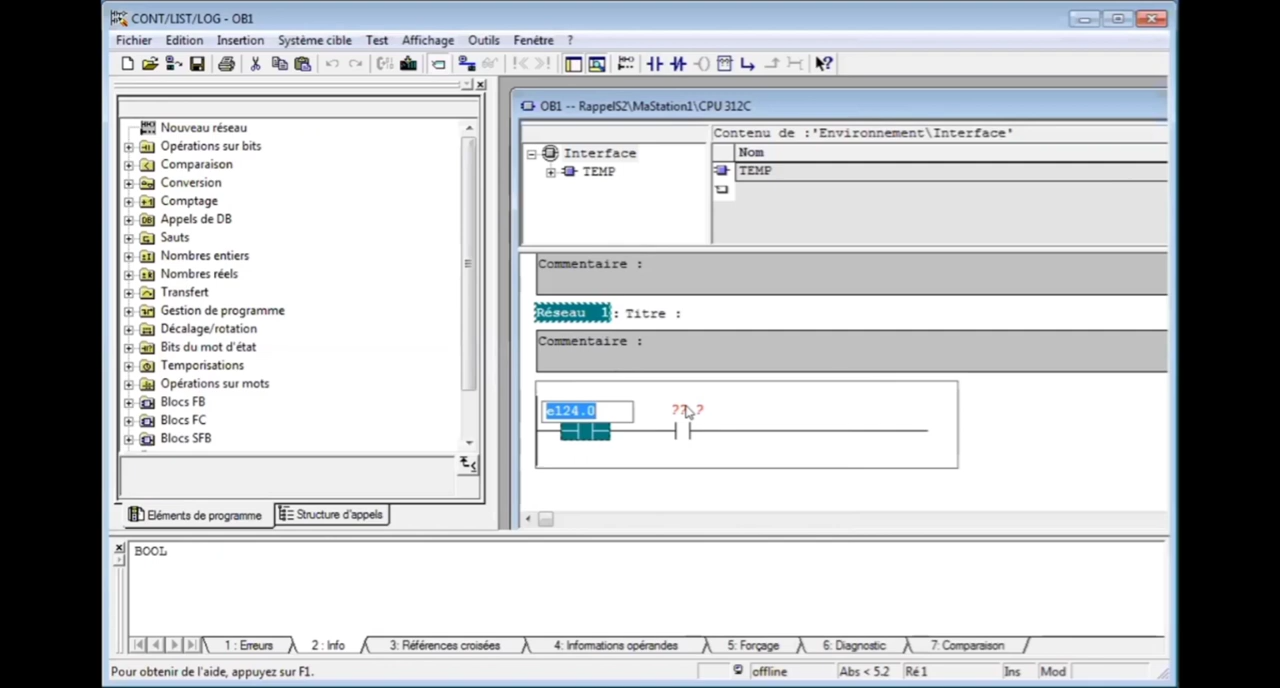 CONT/LIST/LOG - OB1
Fichier Edition Insertion Système cible Test Affichage Outils Fenêtre ?
OB1 -- RappelS2\MaStation1\CPU 312C
Contenu de :'Environnement\Interface'
Interface
Nom
TEMP
TEMP
Nouveau réseau
Opérations sur bits
Comparaison
Conversion
Comptage
Appels de DB
Sauts
Nombres entiers
Nombres réels
Transfert
Gestion de programme
Décalage/rotation
Bits du mot d'état
Temporisations
Opérations sur mots
Blocs FB
Blocs FC
Blocs SFB
Eléments de programme
Structure d'appels
Commentaire :
Réseau 1 : Titre :
Commentaire :
e124.0
??.?
BOOL
1 : Erreurs
2 : Info
3: Références croisées
4: Informations opérandes
5: Forçage
6: Diagnostic
7: Comparaison
Pour obtenir de l'aide, appuyez sur F1.
offline
Abs < 5.2
Ré 1
Ins
Mod